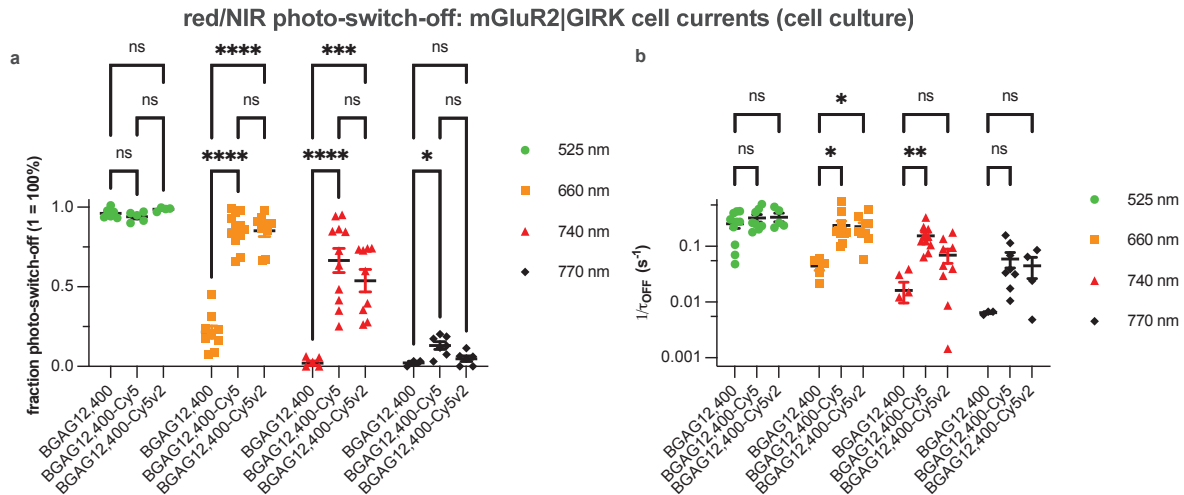 red/NIR photo-switch-off: mGluR2|GIRK cell currents (cell culture)
a
ns
****
***
ns
ns
ns
ns
ns
ns
****
****
*
fraction photo-switch-off (1 = 100%)
1.0
0.5
0.0
BGAG12,400
BGAG12,400-Cy5
BGAG12,400-Cy5v2
BGAG12,400
BGAG12,400-Cy5
BGAG12,400-Cy5v2
BGAG12,400
BGAG12,400-Cy5
BGAG12,400-Cy5v2
BGAG12,400
BGAG12,400-Cy5
BGAG12,400-Cy5v2
525 nm
660 nm
740 nm
770 nm
b
ns
*
ns
ns
ns
*
**
ns
1/τOFF (s-1)
0.1
0.01
0.001
BGAG12,400
BGAG12,400-Cy5
BGAG12,400-Cy5v2
BGAG12,400
BGAG12,400-Cy5
BGAG12,400-Cy5v2
BGAG12,400
BGAG12,400-Cy5
BGAG12,400-Cy5v2
BGAG12,400
BGAG12,400-Cy5
BGAG12,400-Cy5v2
525 nm
660 nm
740 nm
770 nm